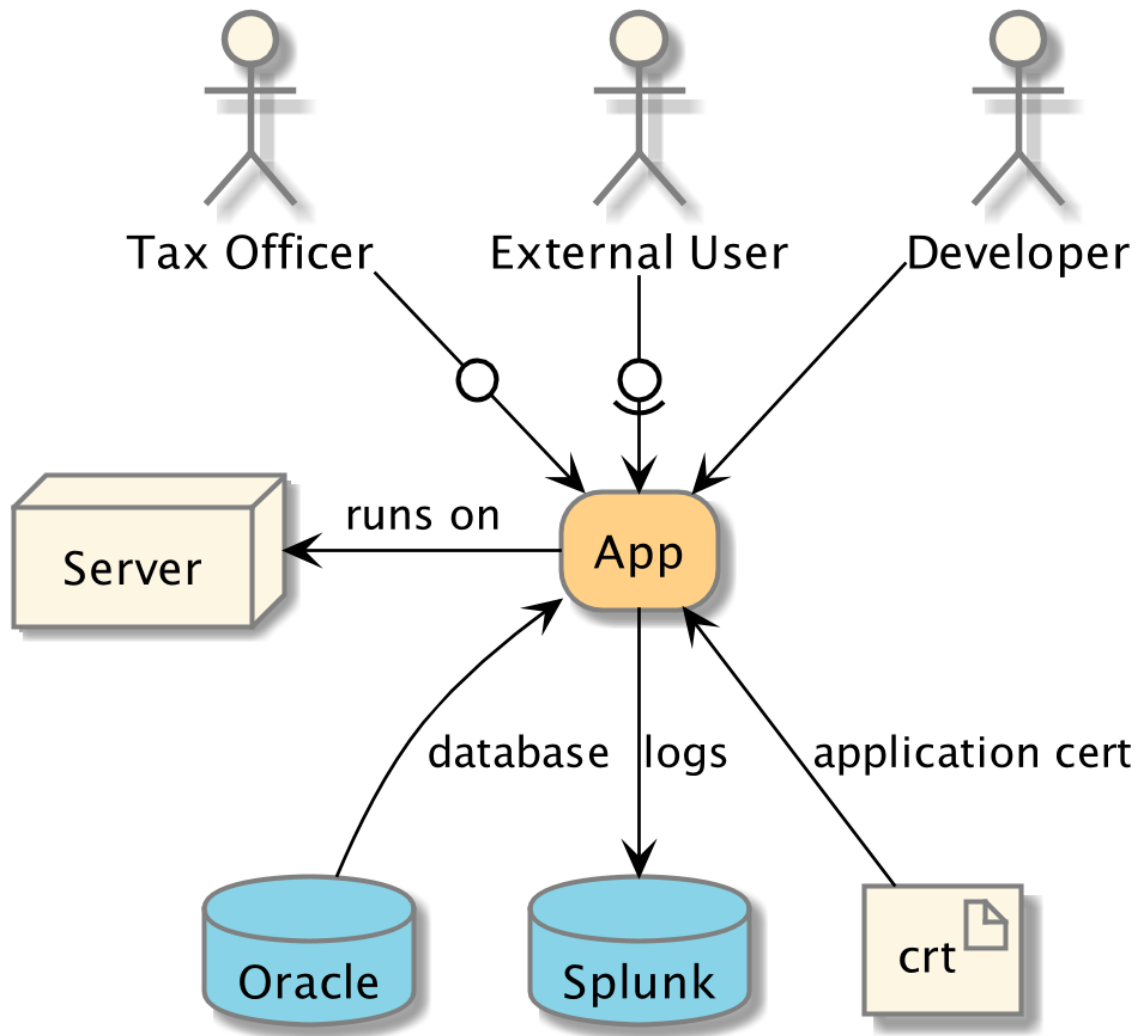 Tax Officer
External User
Developer
runs on
Server
App
database
logs
application cert
Oracle
Splunk
crt